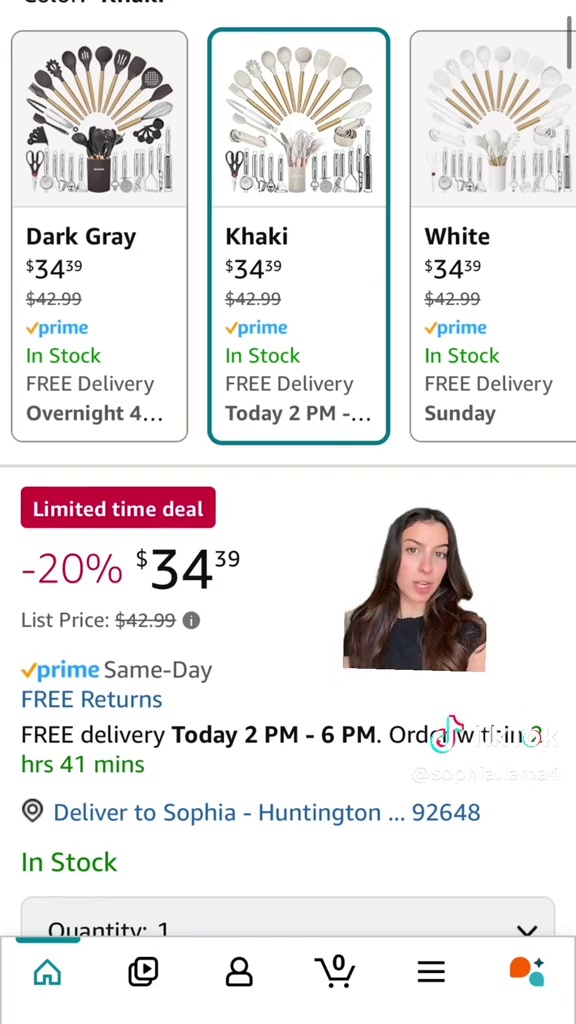 Color: Khaki
Dark Gray
$34 39
$42.99
prime
In Stock
FREE Delivery
Overnight 4...
Khaki
$34 39
$42.99
prime
In Stock
FREE Delivery
Today 2 PM -...
White
$34 39
$42.99
prime
In Stock
FREE Delivery
Sunday
Limited time deal
-20% $34 39
List Price: $42.99
prime Same-Day
FREE Returns
FREE delivery Today 2 PM - 6 PM. Order within 3
hrs 41 mins
TikTok
@sophia.lama4
Deliver to Sophia - Huntington ... 92648
In Stock
Quantity: 1
0